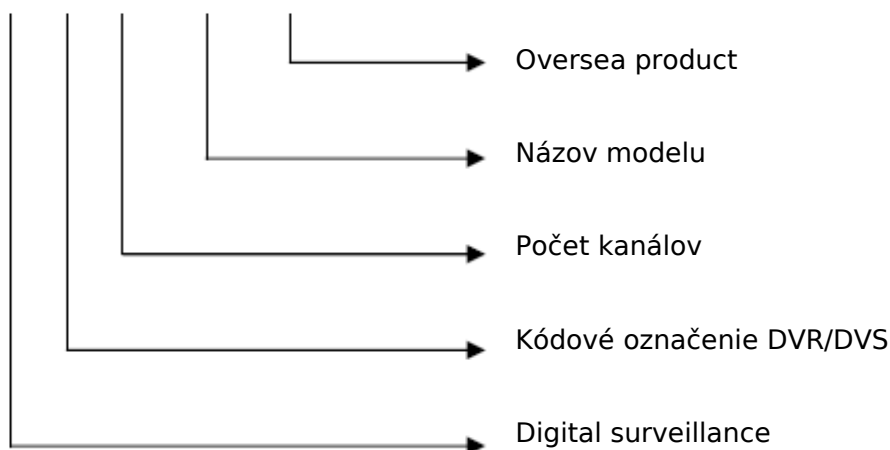 Oversea product
Názov modelu
Počet kanálov
Kódové označenie DVR/DVS
Digital surveillance